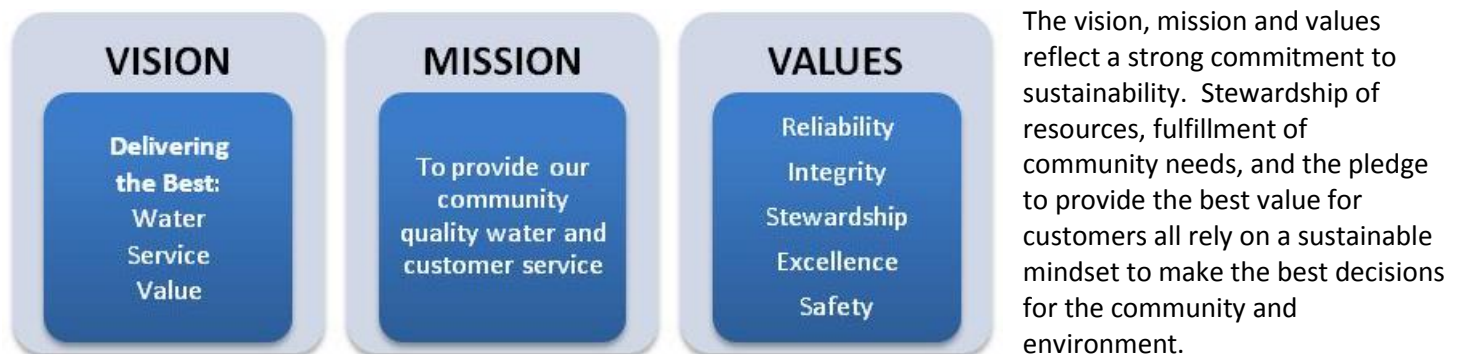 VISION
Delivering
the Best:
Water
Service
Value
MISSION
To provide our
community
quality water and
customer service
VALUES
Reliability
Integrity
Stewardship
Excellence
Safety
The vision, mission and values
reflect a strong commitment to
sustainability.  Stewardship of
resources, fulfillment of
community needs, and the pledge
to provide the best value for
customers all rely on a sustainable
mindset to make the best decisions
for the community and
environment.